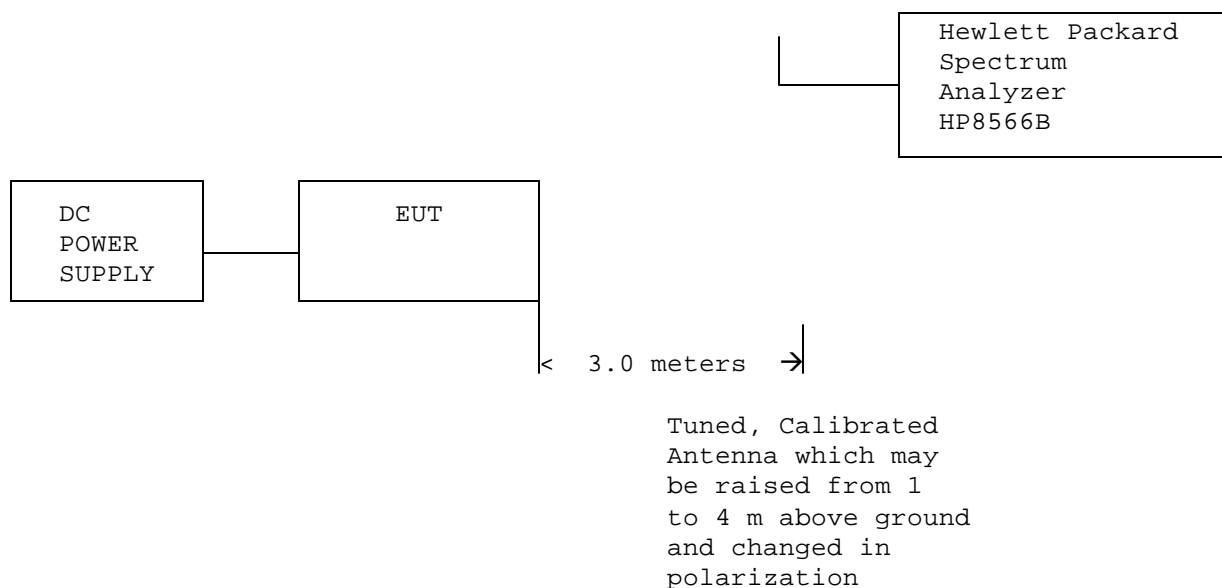 Hewlett Packard
Spectrum
Analyzer
HP8566B
DC
POWER
SUPPLY
EUT
< 3.0 meters →
Tuned, Calibrated
Antenna which may
be raised from 1
to 4 m above ground
and changed in
polarization